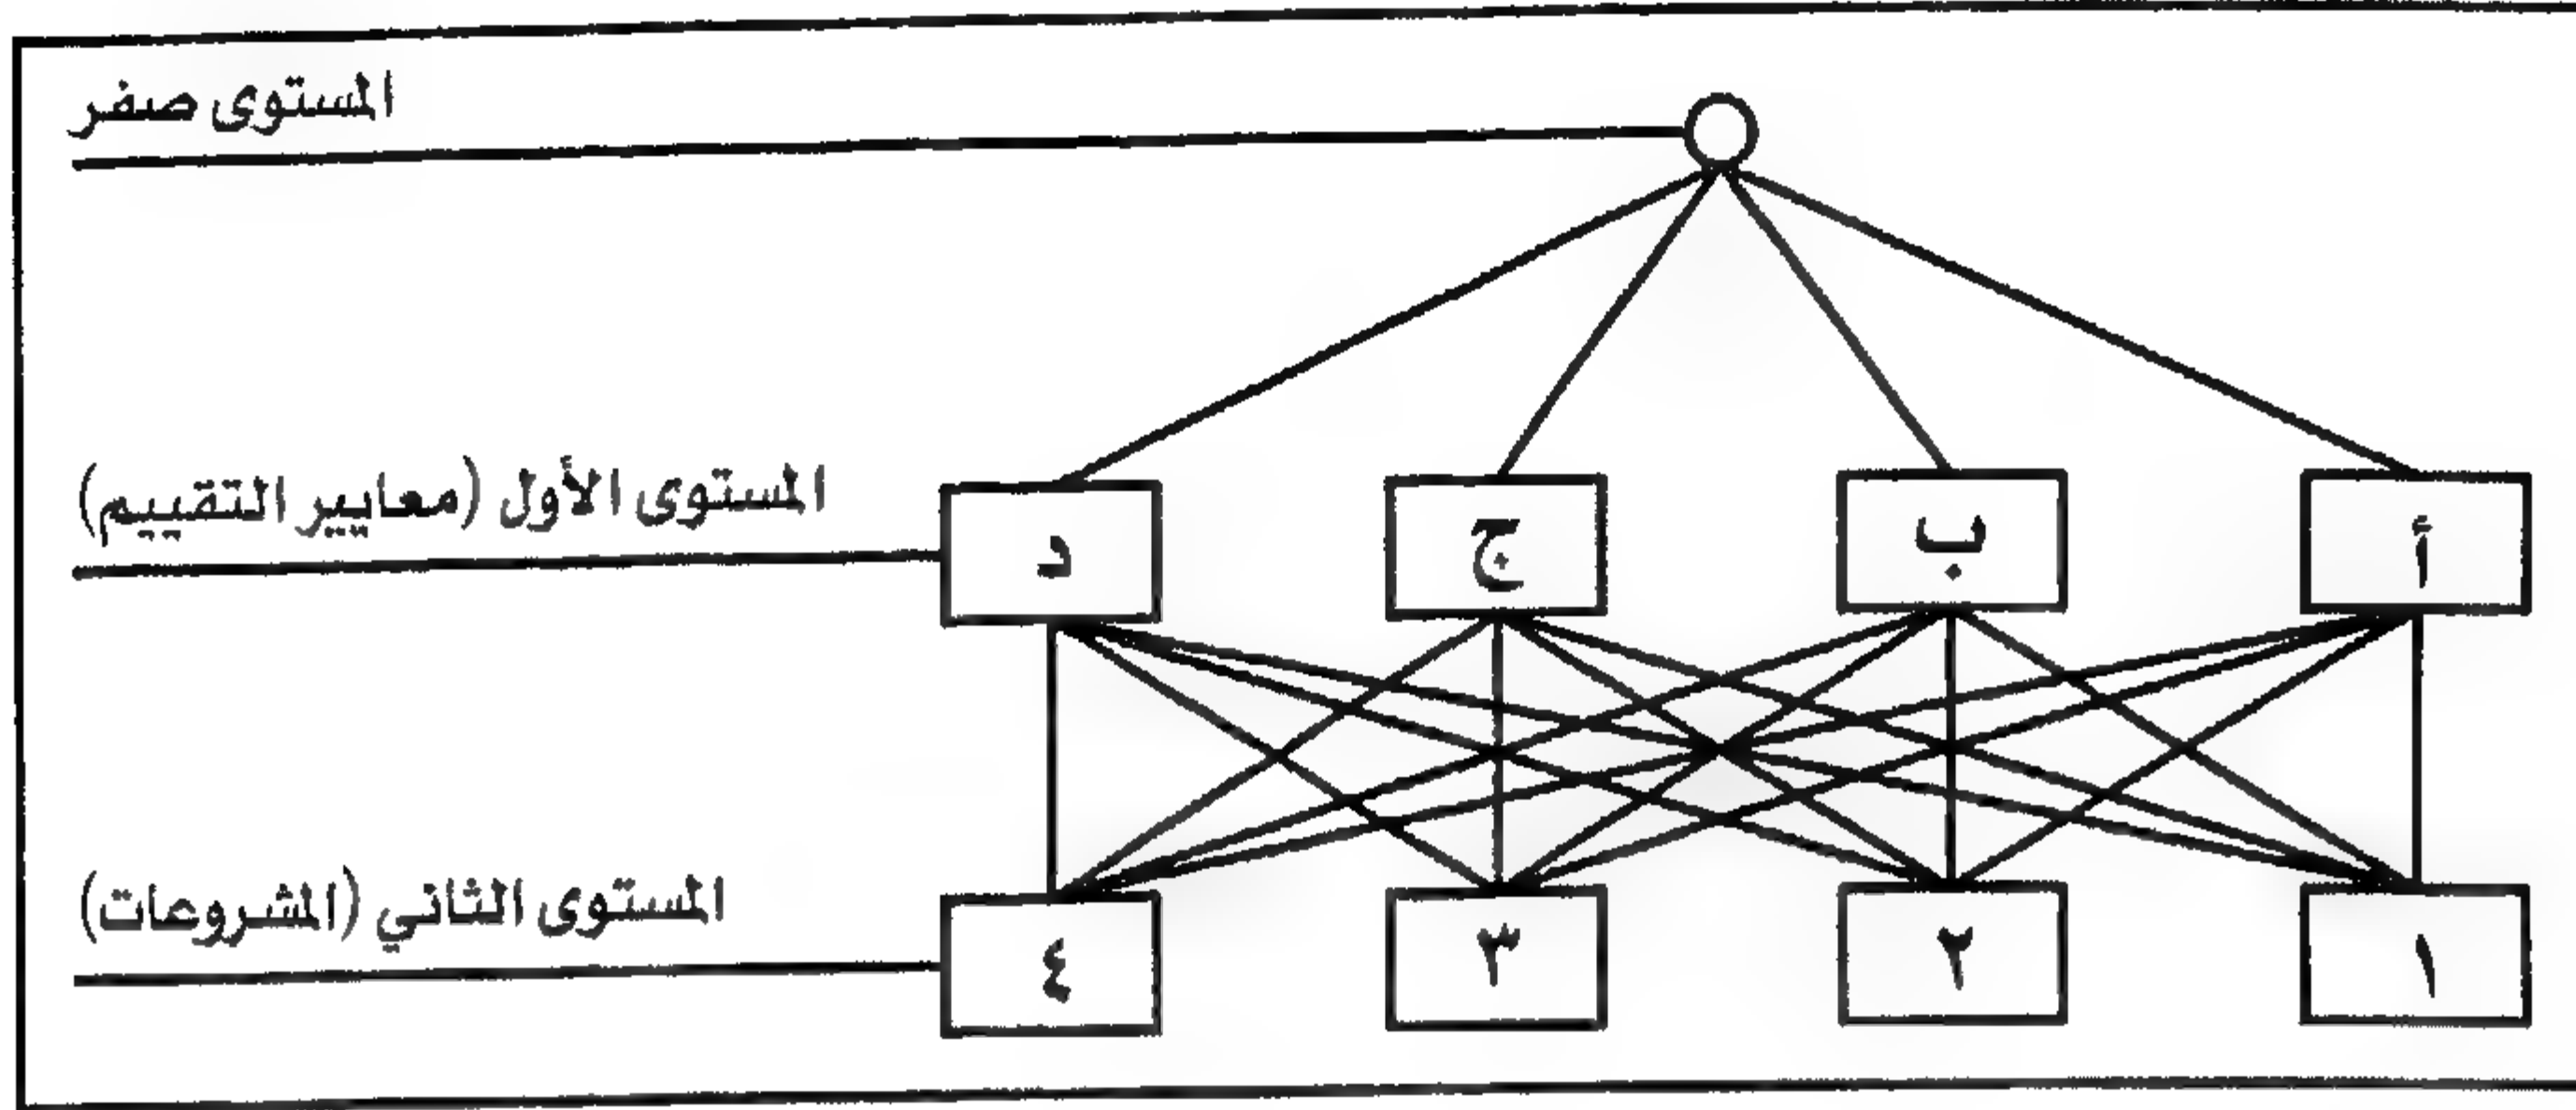 المستوى صفر
المستوى الأول (معايير التقييم)
أ
ب
ج
د
المستوى الثاني (المشروعات)
١
٢
٣
٤